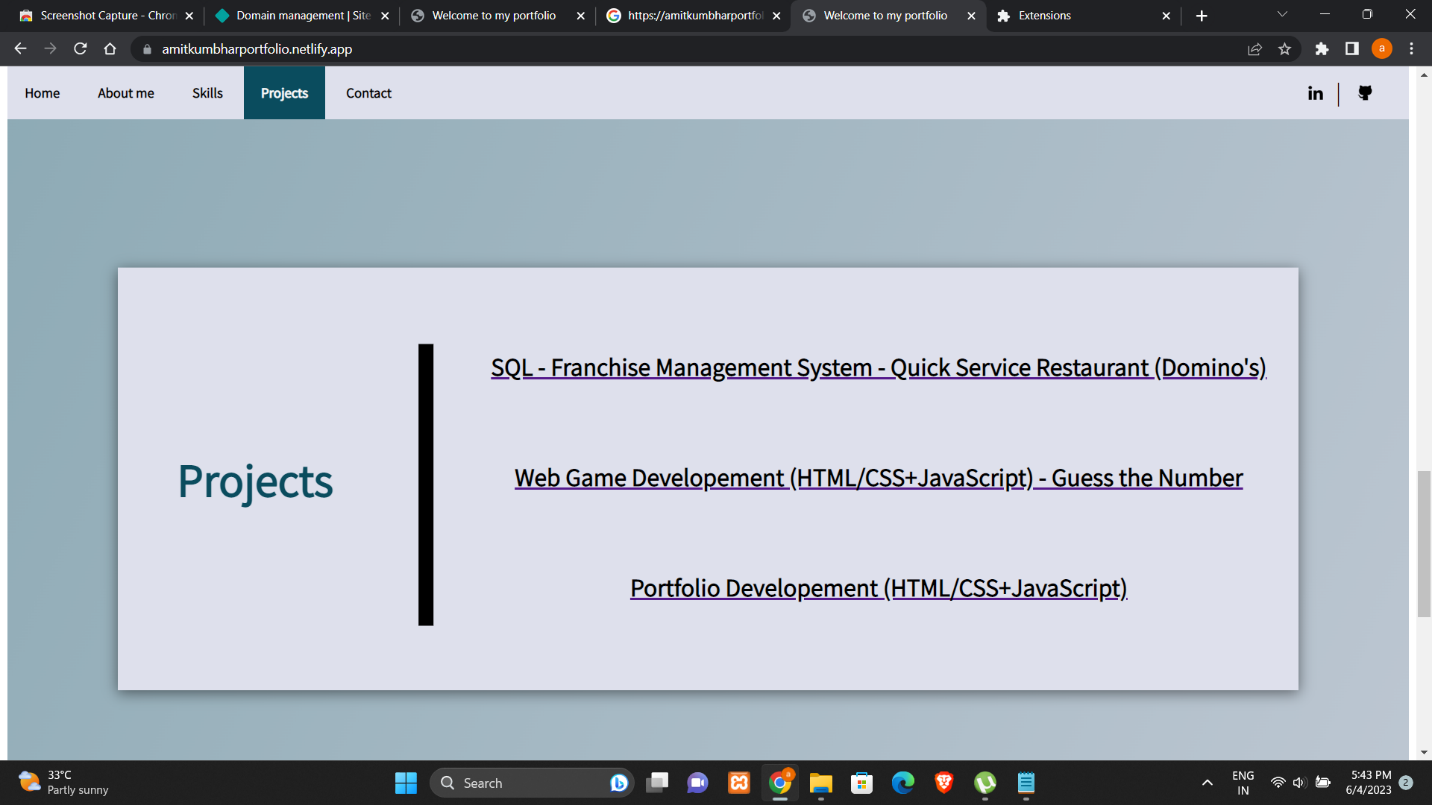 Screenshot Capture - Chron
Domain management | Site
Welcome to my portfolio
https://amitkumbharportfol
Welcome to my portfolio
Extensions
amitkumbharportfolio.netlify.app
a
Home About me Skills Projects Contact
in
Projects
SQL - Franchise Management System - Quick Service Restaurant (Domino's)
Web Game Developement (HTML/CSS+JavaScript) - Guess the Number
Portfolio Developement (HTML/CSS+JavaScript)
33°C
Partly sunny
Search
a
ENG
IN
5:43 PM
6/4/2023
2